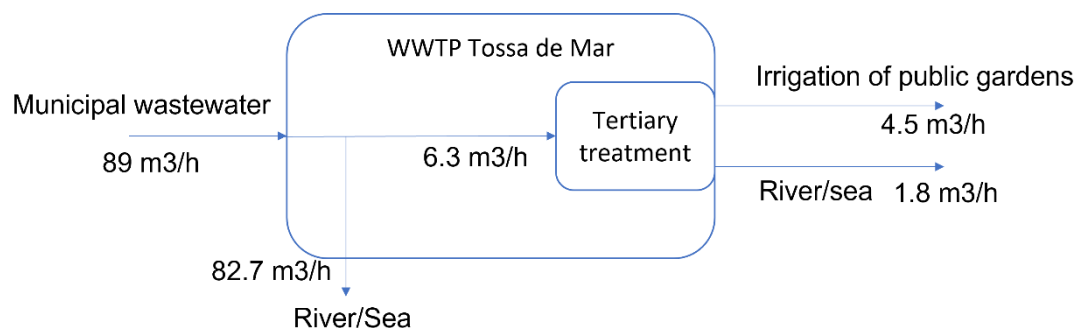 WWTP Tossa de Mar
Municipal wastewater
89 m3/h
6.3 m3/h
Tertiary
treatment
Irrigation of public gardens
4.5 m3/h
River/sea
1.8 m3/h
82.7 m3/h
River/Sea